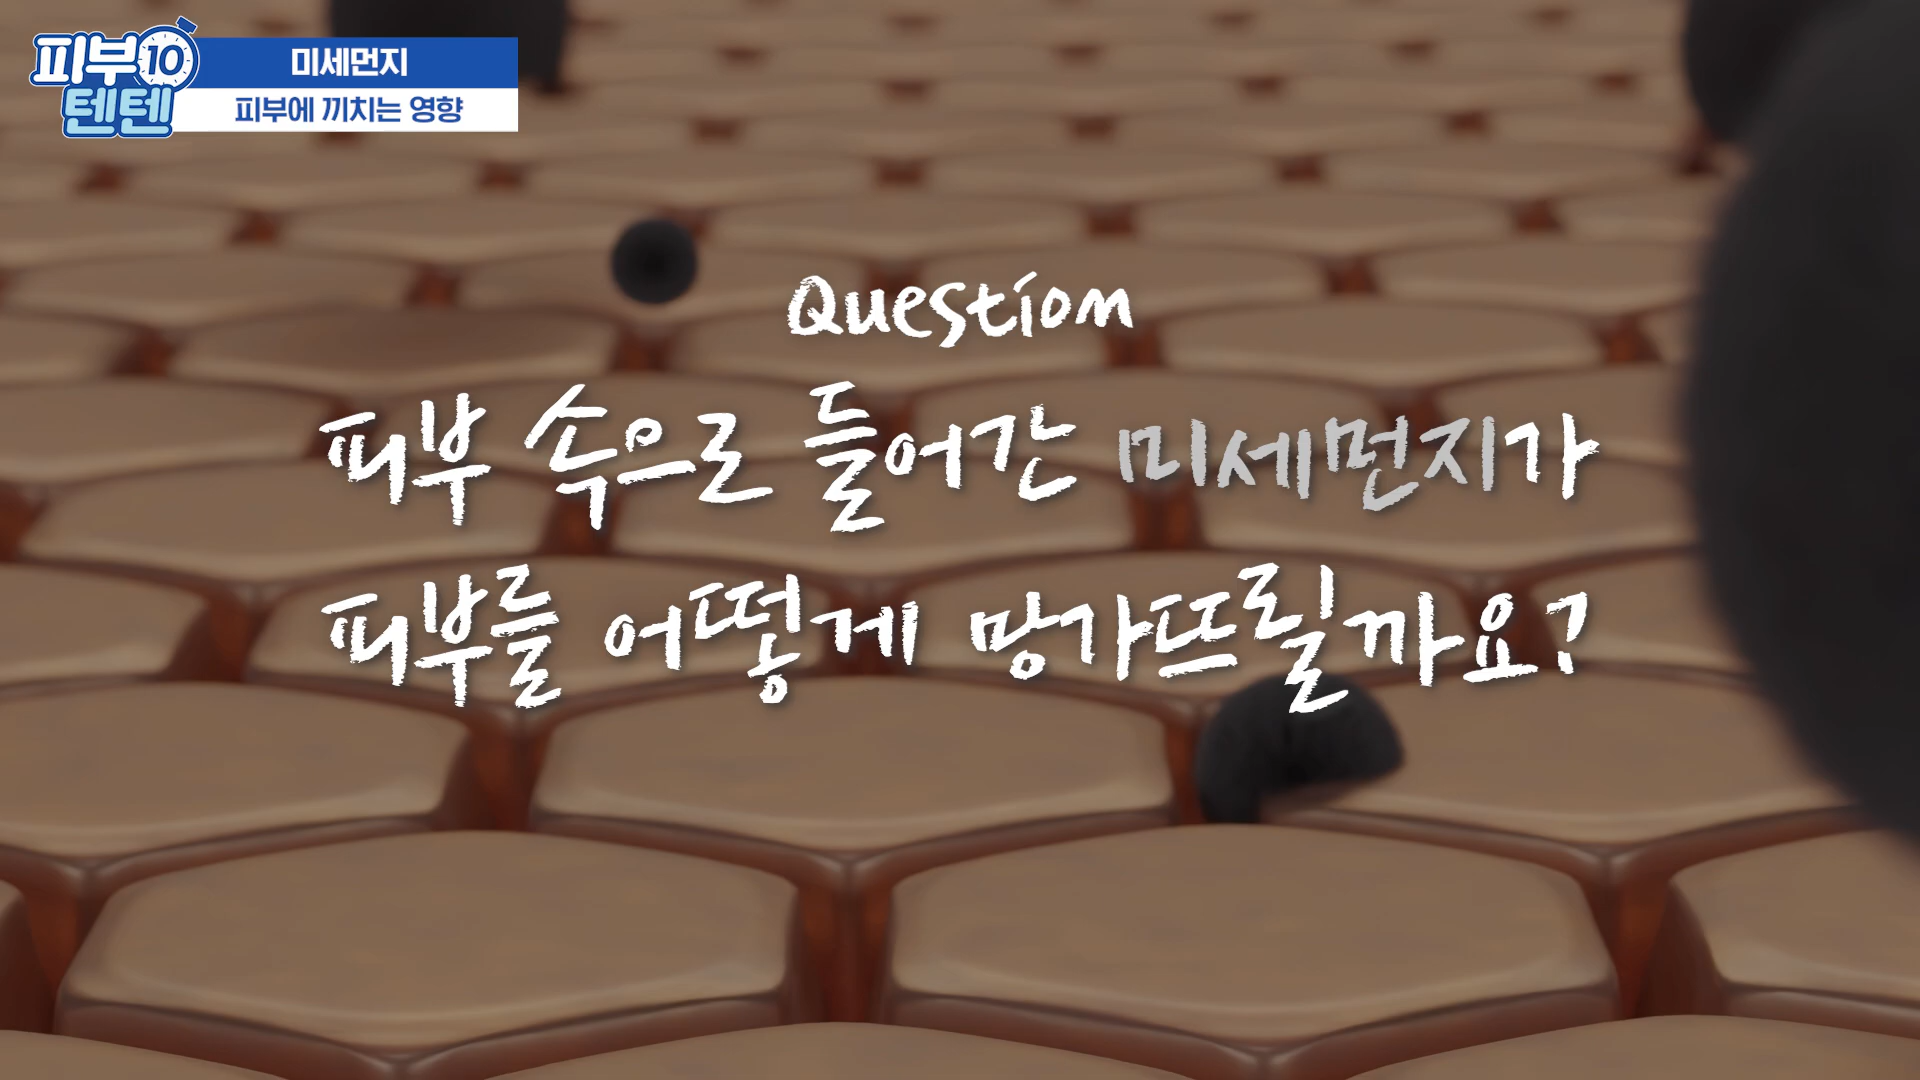 피부10
텐텐
미세먼지
피부에 끼치는 영향
Question
피부 속으로 들어간 미세먼지가
피부를 어떻게 망가뜨릴까요?